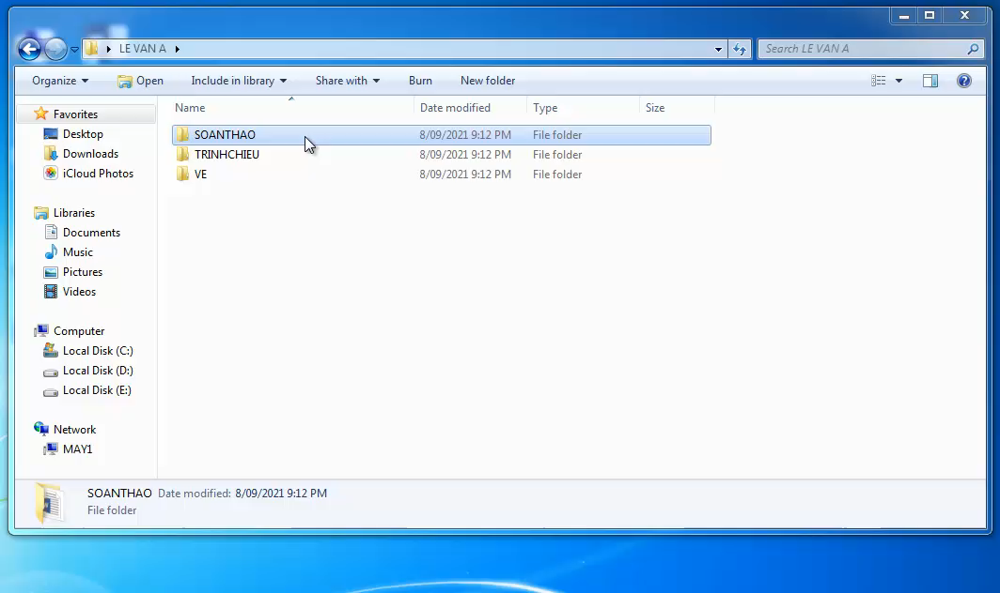 LE VAN A
Search LE VAN A
Organize Open Include in library Share with Burn New folder
Name Date modified Type Size
SOANTHAO 8/09/2021 9:12 PM File folder
TRINHCHIEU 8/09/2021 9:12 PM File folder
VE 8/09/2021 9:12 PM File folder
Favorites
Desktop
Downloads
iCloud Photos
Libraries
Documents
Music
Pictures
Videos
Computer
Local Disk (C:)
Local Disk (D:)
Local Disk (E:)
Network
MAY1
SOANTHAO Date modified: 8/09/2021 9:12 PM
File folder